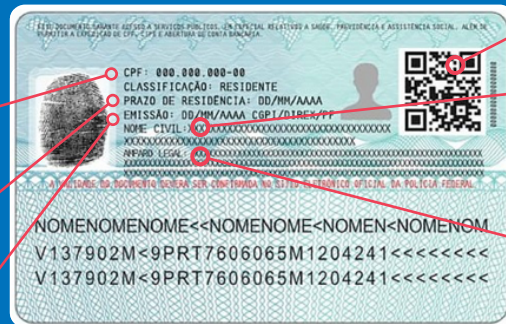 ESTE DOCUMENTO GARANTE ACESSO A SERVIÇOS PÚBLICOS, EM ESPECIAL RELATIVOS A SAÚDE, PREVIDÊNCIA E ASSISTÊNCIA SOCIAL, ALÉM DE
PERMITIR A EXPEDIÇÃO DE CPF, CTPS E ABERTURA DE CONTA BANCÁRIA.
CPF: 000.000.000-00
CLASSIFICAÇÃO: RESIDENTE
PRAZO DE RESIDÊNCIA: DD/MM/AAAA
EMISSÃO: DD/MM/AAAA CGPI/DIREX/PF
NOME CIVIL:
AMPARO LEGAL:
A ATUALIDADE DO DOCUMENTO DEVERÁ SER CONFIRMADA NO SÍTIO ELETRÔNICO OFICIAL DA POLÍCIA FEDERAL
NOMENOMENOME<<NOMENOME<NOMEN<NOMENOM
V137902M<9PRT7606065M1204241<<<<<<<<
V137902M<9PRT7606065M1204241<<<<<<<<